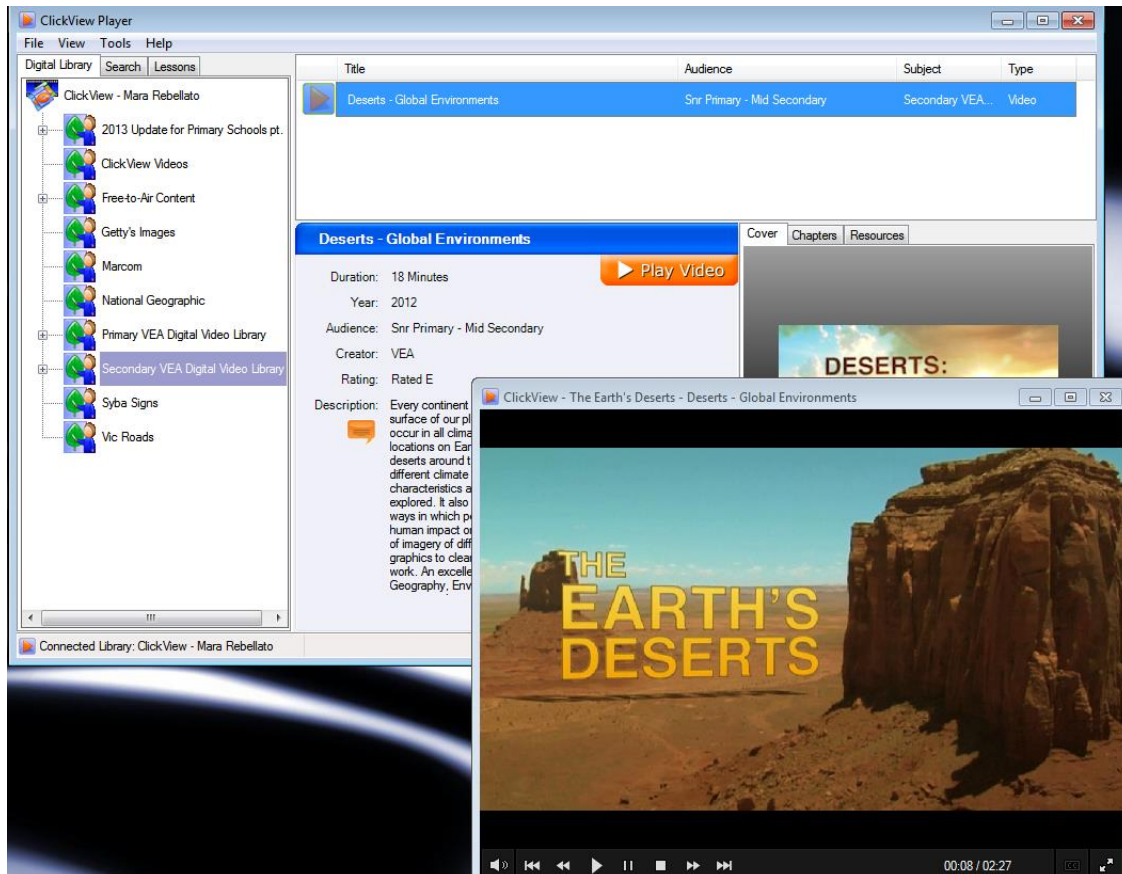 ClickView Player
File View Tools Help
Digital Library Search Lessons
ClickView - Mara Rebellato
2013 Update for Primary Schools pt.
ClickView Videos
Free-to-Air Content
Getty's Images
Marcom
National Geographic
Primary VEA Digital Video Library
Secondary VEA Digital Video Library
Syba Signs
Vic Roads
Connected Library: ClickView - Mara Rebellato
Title Audience Subject Type
Deserts - Global Environments Snr Primary - Mid Secondary Secondary VEA... Video
Deserts - Global Environments
Play Video
Duration: 18 Minutes
Year: 2012
Audience: Snr Primary - Mid Secondary
Creator: VEA
Rating: Rated E
Description: Every continent
surface of our pl
occur in all clima
locations on Ear
deserts around t
different climate
characteristics a
explored. It also
ways in which pe
human impact or
of imagery of diff
graphics to clear
work. An excelle
Geography, Env
Cover Chapters Resources
DESERTS:
ClickView - The Earth's Deserts - Deserts - Global Environments
THE
EARTH'S
DESERTS
00:08 / 02:27
CC